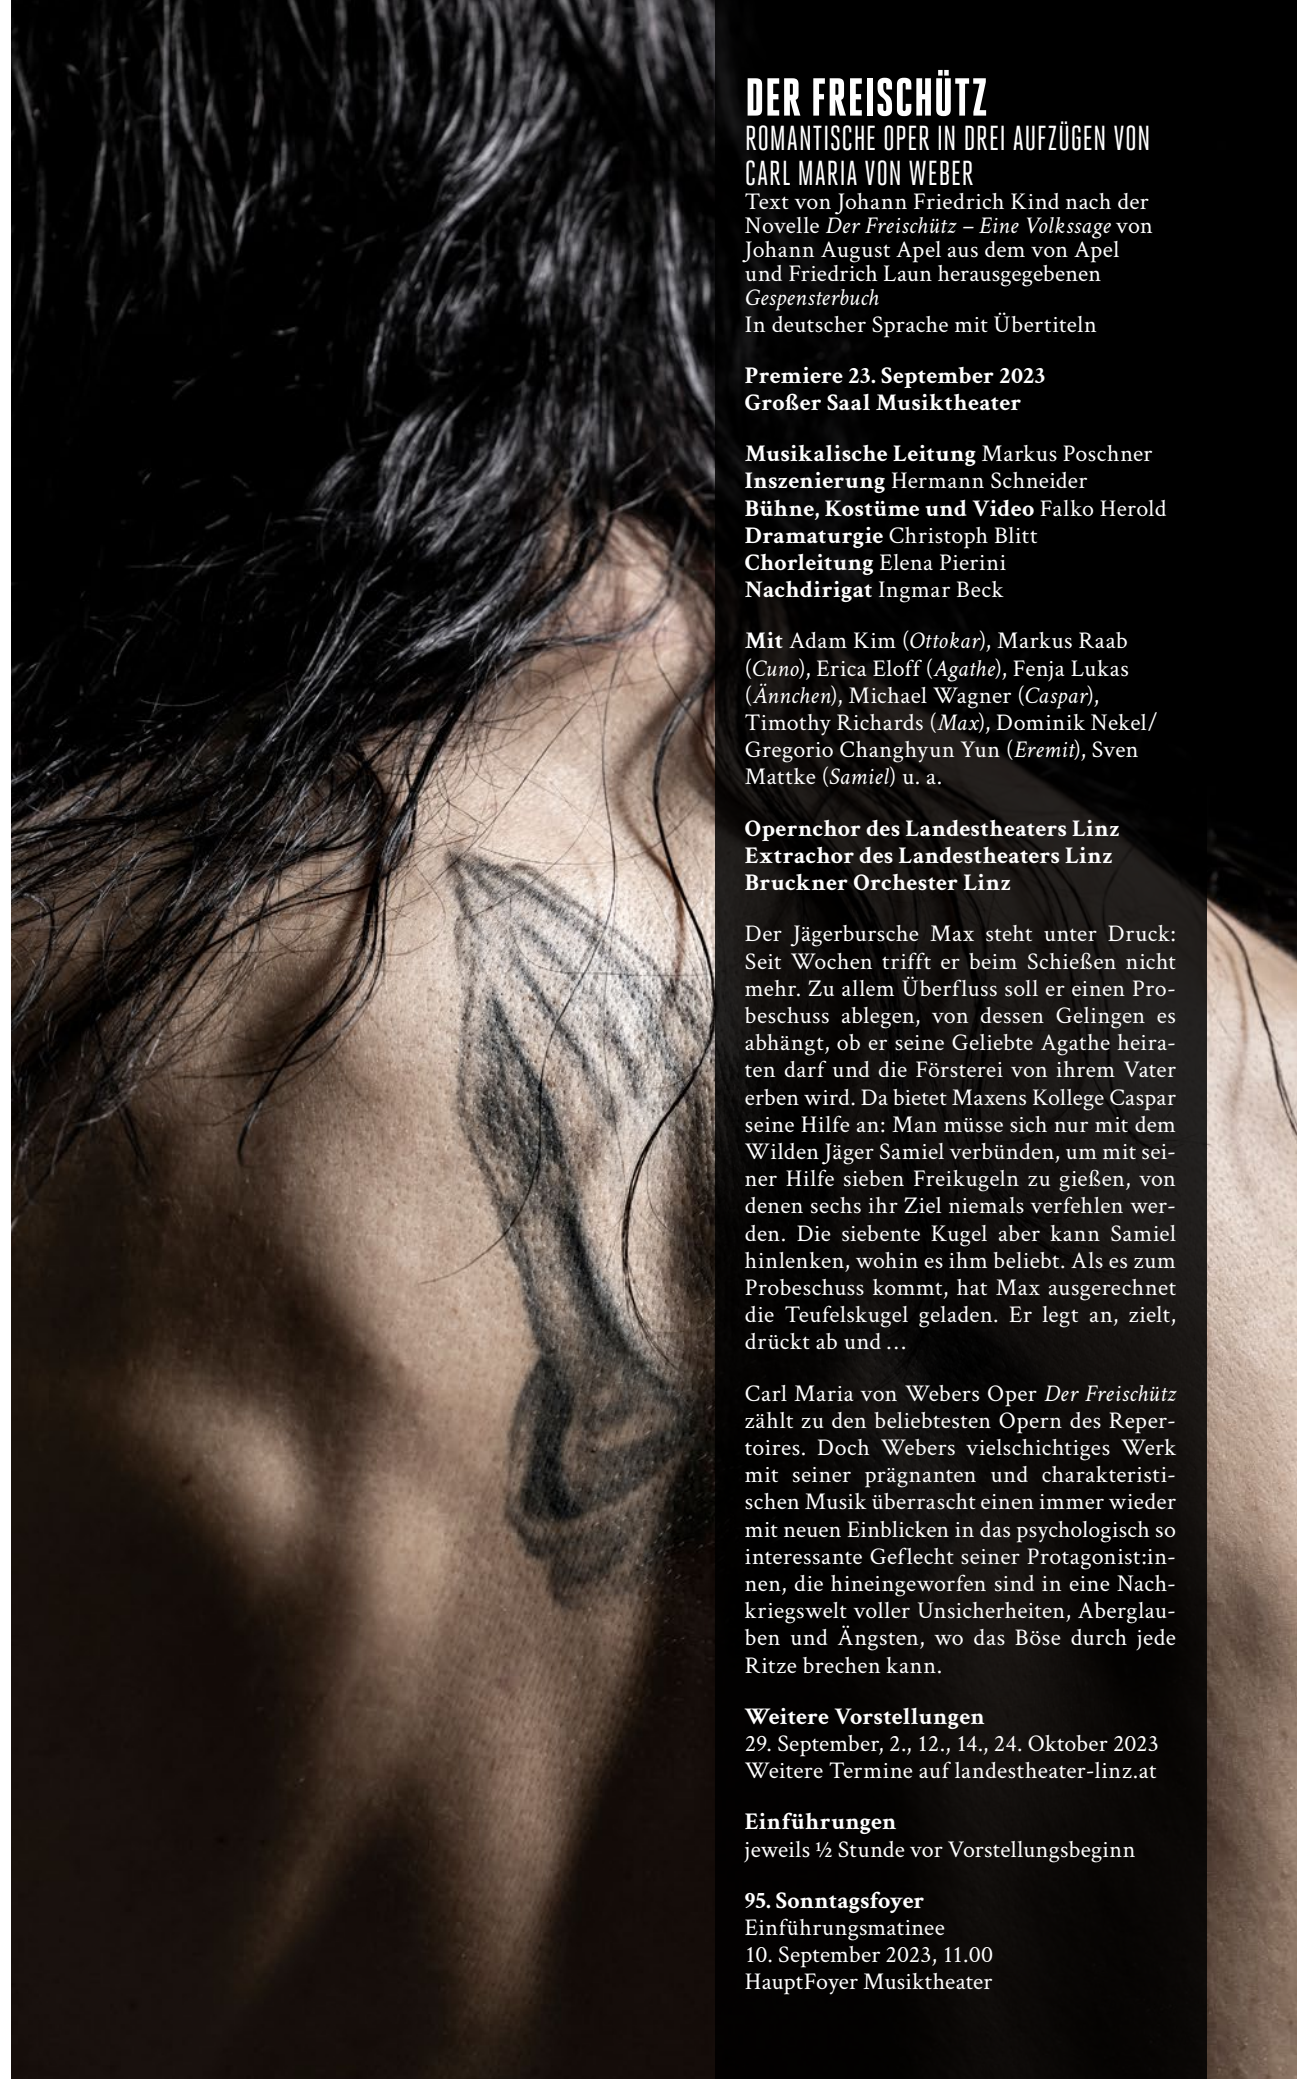 DER FREISCHÜTZ
ROMANTISCHE OPER IN DREI AUFZÜGEN VON
CARL MARIA VON WEBER
Text von Johann Friedrich Kind nach der
Novelle Der Freischütz – Eine Volkssage von
Johann August Apel aus dem von Apel
und Friedrich Laun herausgegebenen
Gespensterbuch
In deutscher Sprache mit Übertiteln
Premiere 23. September 2023
Großer Saal Musiktheater
Musikalische Leitung Markus Poschner
Inszenierung Hermann Schneider
Bühne, Kostüme und Video Falko Herold
Dramaturgie Christoph Blitt
Chorleitung Elena Pierini
Nachdirigat Ingmar Beck
Mit Adam Kim (Ottokar), Markus Raab
(Cuno), Erica Eloff (Agathe), Fenja Lukas
(Ännchen), Michael Wagner (Caspar),
Timothy Richards (Max), Dominik Nekel/
Gregorio Changhyun Yun (Eremit), Sven
Mattke (Samiel) u. a.
Opernchor des Landestheaters Linz
Extrachor des Landestheaters Linz
Bruckner Orchester Linz
Der Jägerbursche Max steht unter Druck:
Seit Wochen trifft er beim Schießen nicht
mehr. Zu allem Überfluss soll er einen Pro-
beschuss ablegen, von dessen Gelingen es
abhängt, ob er seine Geliebte Agathe heira-
ten darf und die Försterei von ihrem Vater
erben wird. Da bietet Maxens Kollege Caspar
seine Hilfe an: Man müsse sich nur mit dem
Wilden Jäger Samiel verbünden, um mit sei-
ner Hilfe sieben Freikugeln zu gießen, von
denen sechs ihr Ziel niemals verfehlen wer-
den. Die siebente Kugel aber kann Samiel
hinlenken, wohin es ihm beliebt. Als es zum
Probeschuss kommt, hat Max ausgerechnet
die Teufelskugel geladen. Er legt an, zielt,
drückt ab und …
Carl Maria von Webers Oper Der Freischütz
zählt zu den beliebtesten Opern des Reper-
toires. Doch Webers vielschichtiges Werk
mit seiner prägnanten und charakteristi-
schen Musik überrascht einen immer wieder
mit neuen Einblicken in das psychologisch so
interessante Geflecht seiner Protagonist:in-
nen, die hineingeworfen sind in eine Nach-
kriegswelt voller Unsicherheiten, Aberglau-
ben und Ängsten, wo das Böse durch jede
Ritze brechen kann.
Weitere Vorstellungen
29. September, 2., 12., 14., 24. Oktober 2023
Weitere Termine auf landestheater-linz.at
Einführungen
jeweils ½ Stunde vor Vorstellungsbeginn
95. Sonntagsfoyer
Einführungsmatinee
10. September 2023, 11.00
HauptFoyer Musiktheater